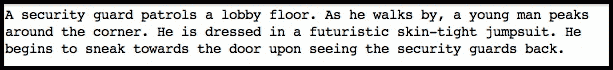 A security guard patrols a lobby floor. As he walks by, a young man peaks
around the corner. He is dressed in a futuristic skin-tight jumpsuit. He
begins to sneak towards the door upon seeing the security guards back.